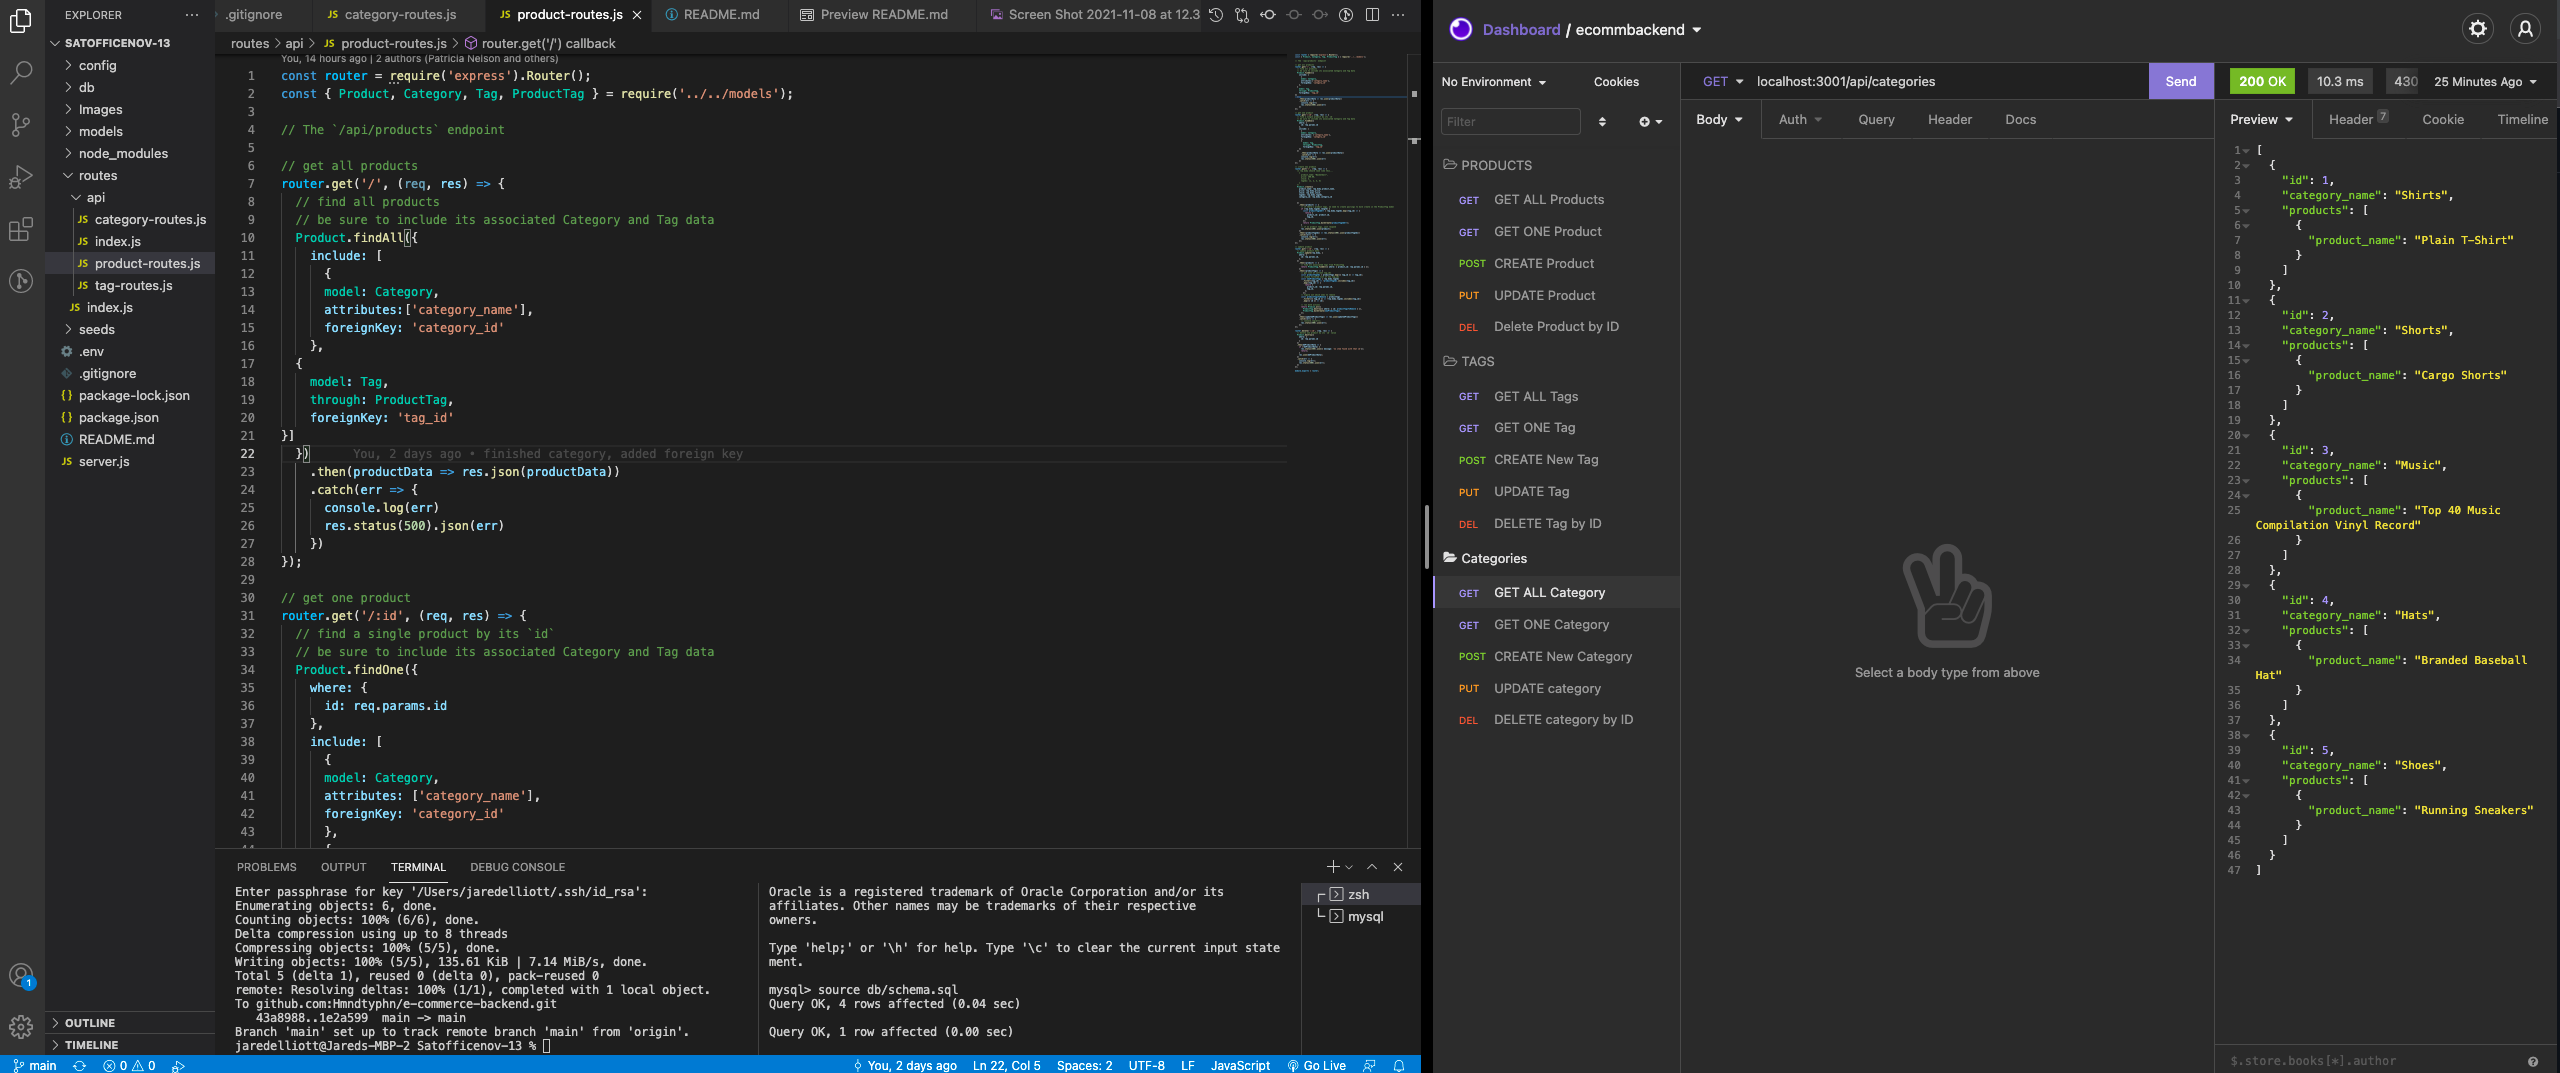 EXPLORER
SATOFFICENOV-13
config
db
Images
models
node_modules
routes
api
JS category-routes.js
JS index.js
JS product-routes.js
JS tag-routes.js
JS index.js
seeds
.env
.gitignore
{} package-lock.json
{} package.json
README.md
JS server.js
OUTLINE
TIMELINE
.gitignore
JS category-routes.js
JS product-routes.js
README.md
Preview README.md
Screen Shot 2021-11-08 at 12.3
routes > api > JS product-routes.js > router.get('/') callback
You, 14 hours ago | 2 authors (Patricia Nelson and others)
1 const router = require('express').Router();
2 const { Product, Category, Tag, ProductTag } = require('../../models');
3
4 // The `/api/products` endpoint
5
6 // get all products
7 router.get('/', (req, res) => {
8 // find all products
9 // be sure to include its associated Category and Tag data
10 Product.findAll({
11 include: [
12 {
13 model: Category,
14 attributes:['category_name'],
15 foreignKey: 'category_id'
16 },
17 {
18 model: Tag,
19 through: ProductTag,
20 foreignKey: 'tag_id'
21 }]
22 }) You, 2 days ago • finished category, added foreign key
23 .then(productData => res.json(productData))
24 .catch(err => {
25 console.log(err)
26 res.status(500).json(err)
27 })
28 });
29
30 // get one product
31 router.get('/:id', (req, res) => {
32 // find a single product by its `id`
33 // be sure to include its associated Category and Tag data
34 Product.findOne({
35 where: {
36 id: req.params.id
37 },
38 include: [
39 {
40 model: Category,
41 attributes: ['category_name'],
42 foreignKey: 'category_id'
43 },
44 {
PROBLEMS OUTPUT TERMINAL DEBUG CONSOLE
Enter passphrase for key '/Users/jaredelliott/.ssh/id_rsa':
Enumerating objects: 6, done.
Counting objects: 100% (6/6), done.
Delta compression using up to 8 threads
Compressing objects: 100% (5/5), done.
Writing objects: 100% (5/5), 135.61 KiB | 7.14 MiB/s, done.
Total 5 (delta 1), reused 0 (delta 0), pack-reused 0
remote: Resolving deltas: 100% (1/1), completed with 1 local object.
To github.com:Hmndtyphn/e-commerce-backend.git
43a8988..1e2a599 main -> main
Branch 'main' set up to track remote branch 'main' from 'origin'.
jaredelliott@Jareds-MBP-2 Satofficenov-13 %
Oracle is a registered trademark of Oracle Corporation and/or its
affiliates. Other names may be trademarks of their respective
owners.
Type 'help;' or '\h' for help. Type '\c' to clear the current input state
ment.
mysql> source db/schema.sql
Query OK, 4 rows affected (0.04 sec)
Query OK, 1 row affected (0.00 sec)
zsh
mysql
1
main 0 0 You, 2 days ago Ln 22, Col 5 Spaces: 2 UTF-8 LF JavaScript Go Live
Dashboard / ecommbackend
No Environment Cookies
Filter
PRODUCTS
GET GET ALL Products
GET GET ONE Product
POST CREATE Product
PUT UPDATE Product
DEL Delete Product by ID
TAGS
GET GET ALL Tags
GET GET ONE Tag
POST CREATE New Tag
PUT UPDATE Tag
DEL DELETE Tag by ID
Categories
GET GET ALL Category
GET GET ONE Category
POST CREATE New Category
PUT UPDATE category
DEL DELETE category by ID
GET localhost:3001/api/categories Send
Body Auth Query Header Docs
Select a body type from above
200 OK 10.3 ms 430 25 Minutes Ago
Preview Header 7 Cookie Timeline
1 [
2 {
3 "id": 1,
4 "category_name": "Shirts",
5 "products": [
6 {
7 "product_name": "Plain T-Shirt"
8 }
9 ]
10 },
11 {
12 "id": 2,
13 "category_name": "Shorts",
14 "products": [
15 {
16 "product_name": "Cargo Shorts"
17 }
18 ]
19 },
20 {
21 "id": 3,
22 "category_name": "Music",
23 "products": [
24 {
25 "product_name": "Top 40 Music
Compilation Vinyl Record"
26 }
27 ]
28 },
29 {
30 "id": 4,
31 "category_name": "Hats",
32 "products": [
33 {
34 "product_name": "Branded Baseball
Hat"
35 }
36 ]
37 },
38 {
39 "id": 5,
40 "category_name": "Shoes",
41 "products": [
42 {
43 "product_name": "Running Sneakers"
44 }
45 ]
46 }
47 ]
$.store.books[*].author